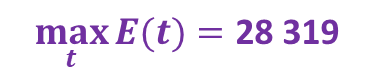 max E(t) = 28 319
t